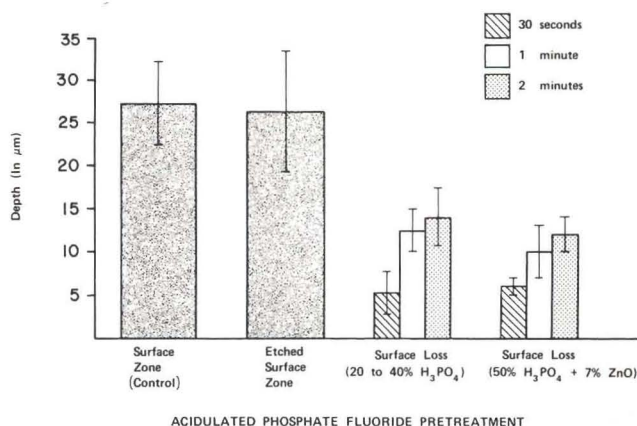 35
30
25
20
15
10
5
Depth (In μm)
30 seconds
1 minute
2 minutes
Surface
Zone
(Control)
Etched
Surface
Zone
Surface Loss
(20 to 40% H₃PO₄)
Surface Loss
(50% H₃PO₄ + 7% ZnO)
ACIDULATED PHOSPHATE FLUORIDE PRETREATMENT